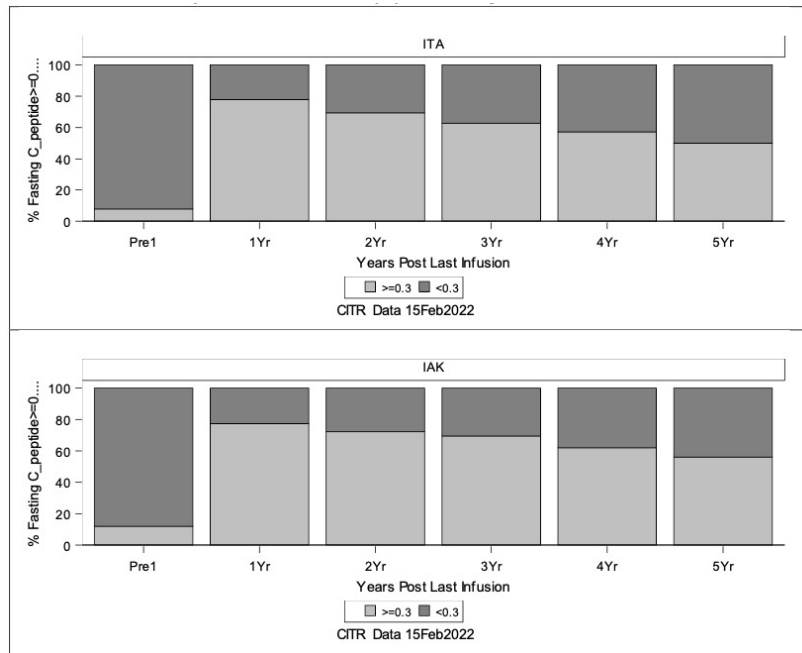 ITA
% Fasting C_peptide>=0....
100
80
60
40
20
0
Pre1 1Yr 2Yr 3Yr 4Yr 5Yr
Years Post Last Infusion
>=0.3 <0.3
CITR Data 15Feb2022
IAK
% Fasting C_peptide>=0....
100
80
60
40
20
0
Pre1 1Yr 2Yr 3Yr 4Yr 5Yr
Years Post Last Infusion
>=0.3 <0.3
CITR Data 15Feb2022